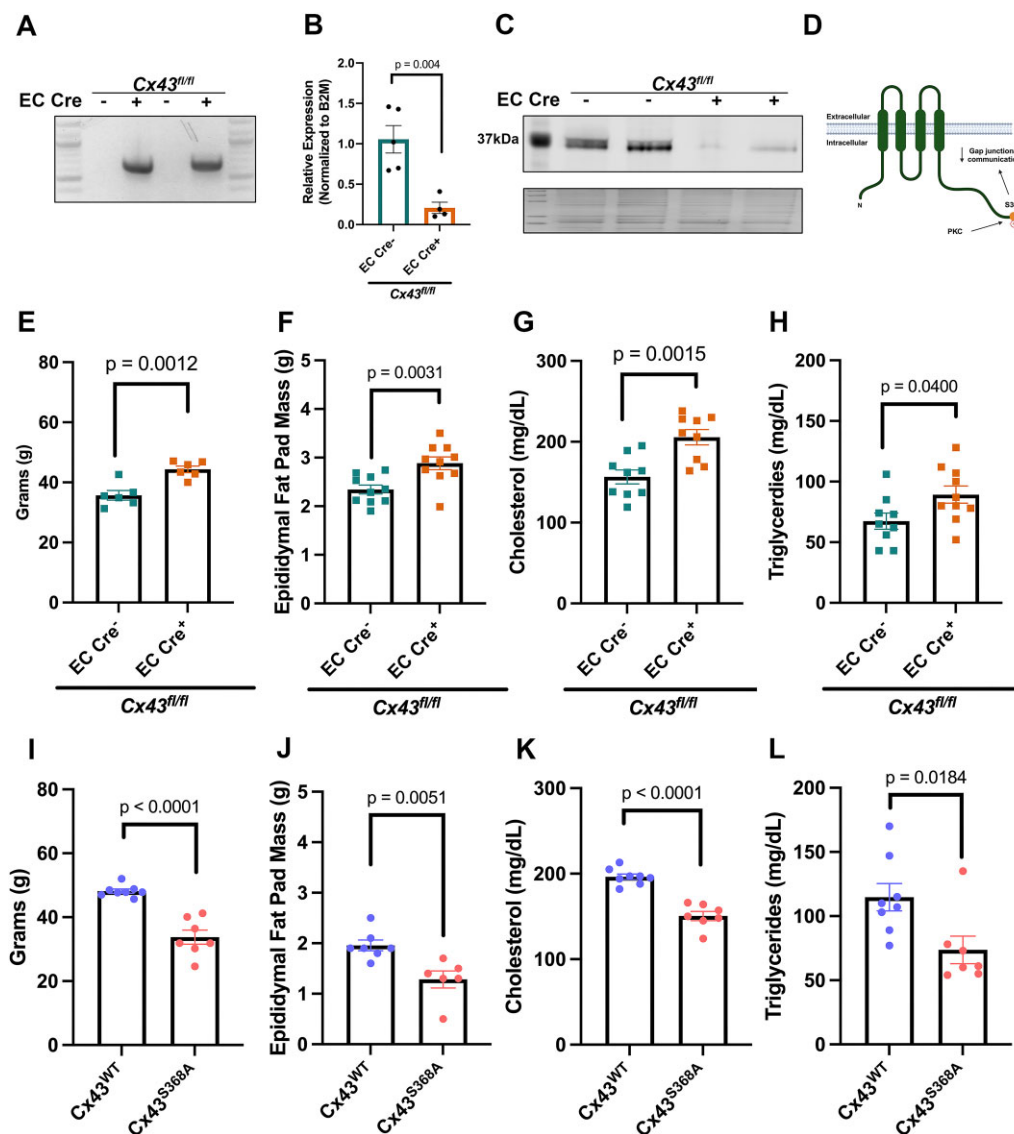 A
Cx43fl/fl
EC Cre - + - +
B
p = 0.004
Relative Expression
(Normalized to B2M)
2.0
1.5
1.0
0.5
0.0
EC Cre-
EC Cre+
Cx43fl/fl
C
Cx43fl/fl
EC Cre - - + +
37kDa
D
Extracellular
Intracellular
↓ Gap junction
communicatio
S3
N
PKC
E
p = 0.0012
Grams (g)
80
60
40
20
0
EC Cre-
EC Cre+
Cx43fl/fl
F
p = 0.0031
Epididymal Fat Pad Mass (g)
5
4
3
2
1
0
EC Cre-
EC Cre+
Cx43fl/fl
G
p = 0.0015
Cholesterol (mg/dL)
300
200
100
0
EC Cre-
EC Cre+
Cx43fl/fl
H
p = 0.0400
Triglycerdies (mg/dL)
200
150
100
50
0
EC Cre-
EC Cre+
Cx43fl/fl
I
p < 0.0001
Grams (g)
80
60
40
20
0
Cx43WT
Cx43S368A
J
p = 0.0051
Epididymal Fat Pad Mass (g)
5
4
3
2
1
0
Cx43WT
Cx43S368A
K
p < 0.0001
Cholesterol (mg/dL)
300
200
100
0
Cx43WT
Cx43S368A
L
p = 0.0184
Triglycerides (mg/dL)
200
150
100
50
0
Cx43WT
Cx43S368A